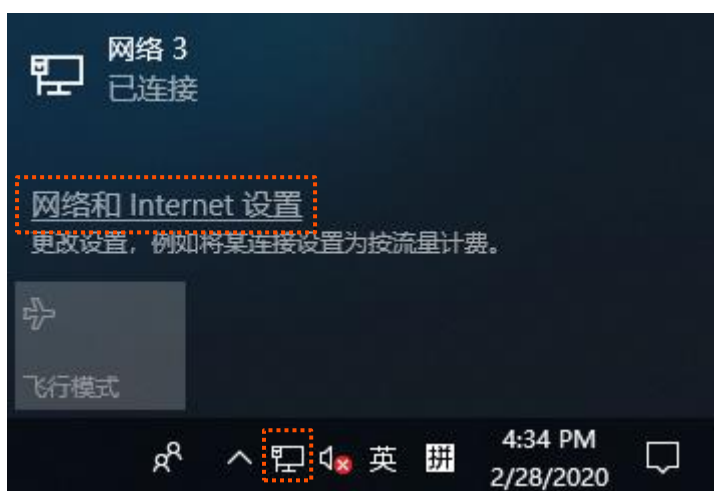 网络 3
已连接
网络和 Internet 设置
更改设置，例如将某连接设置为按流量计费。
飞行模式
英 拼 4:34 PM
2/28/2020